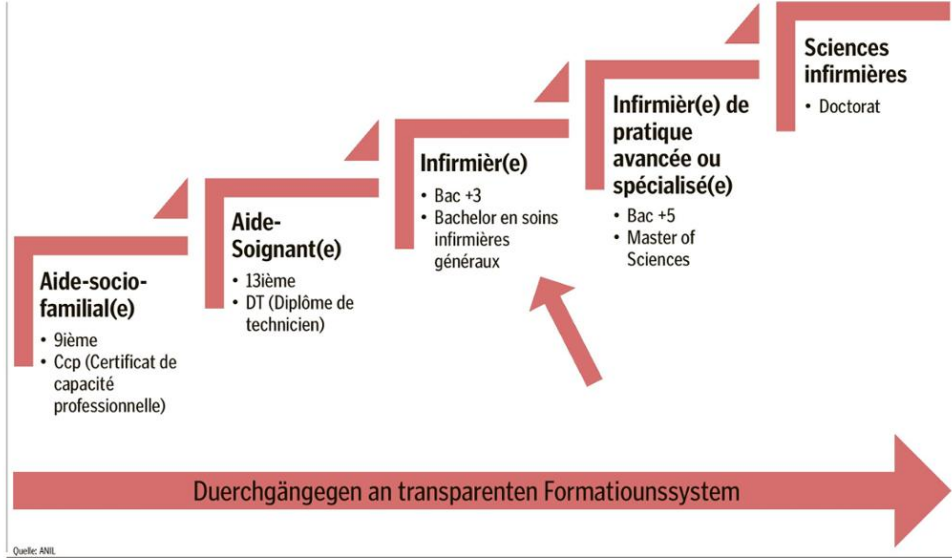 Aide-socio-
familial(e)
• 9ième
• Ccp (Certificat de
capacité
professionnelle)
Aide-
Soignant(e)
• 13ième
• DT (Diplôme de
technicien)
Infirmièr(e)
• Bac +3
• Bachelor en soins
infirmières
généraux
Infirmièr(e) de
pratique
avancée ou
spécialisé(e)
• Bac +5
• Master of
Sciences
Sciences
infirmières
• Doctorat
Duerchgängegen an transparenten Formatiounssystem
Quelle: ANIL